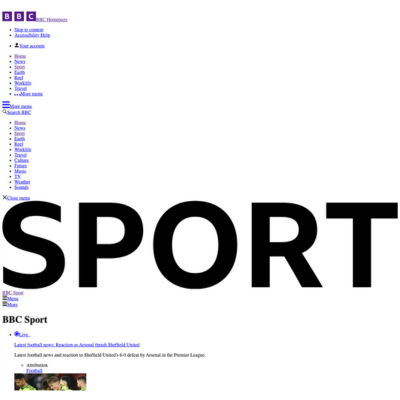 BBC BBC Homepage
Skip to content
Accessibility Help
Your account
Home
News
Sport
Earth
Reel
Worklife
Travel
More menu
More menu
Search BBC
Home
News
Sport
Earth
Reel
Worklife
Travel
Culture
Future
Music
TV
Weather
Sounds
Close menu
SPORT
BBC Sport
Menu
More
BBC Sport
Live.
Latest football news: Reaction as Arsenal thrash Sheffield United
Latest football news and reaction to Sheffield United's 6-0 defeat by Arsenal in the Premier League.
Attribution
Football